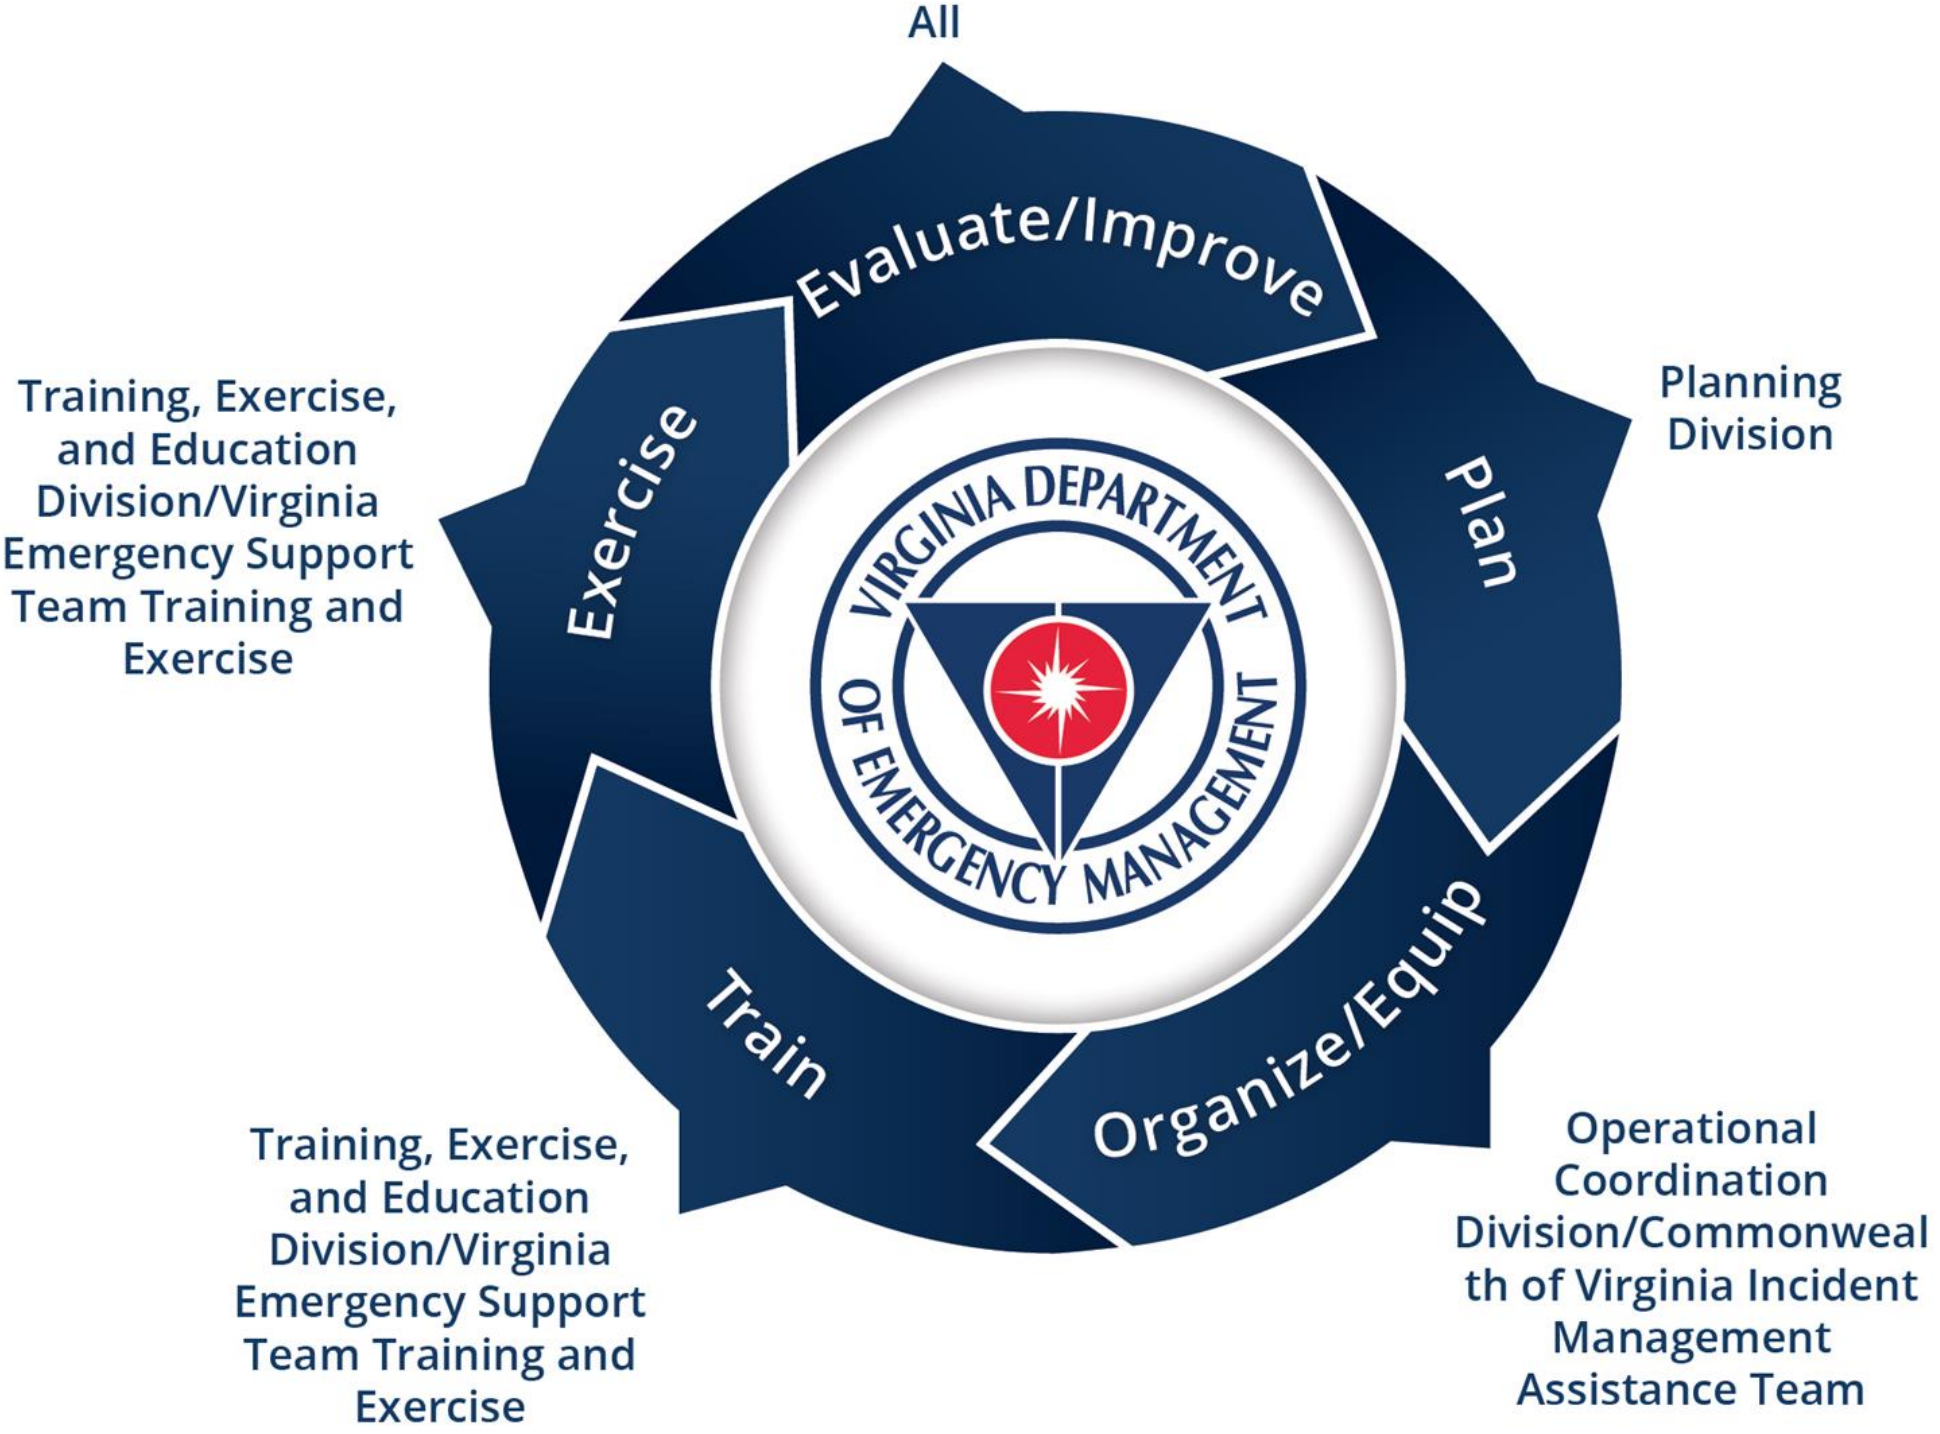 All
Evaluate/Improve
Planning
Division
Plan
Training, Exercise,
and Education
Division/Virginia
Emergency Support
Team Training and
Exercise
Exercise
VIRGINIA DEPARTMENT
OF EMERGENCY MANAGEMENT
Organize/Equip
Operational
Coordination
Division/Commonweal
th of Virginia Incident
Management
Assistance Team
Train
Training, Exercise,
and Education
Division/Virginia
Emergency Support
Team Training and
Exercise